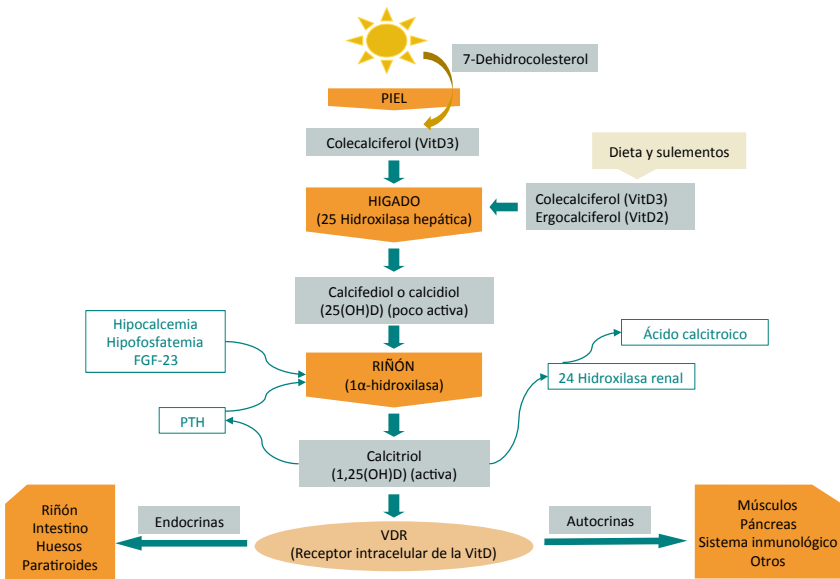 7-Dehidrocolesterol
PIEL
Colecalciferol (VitD3)
Dieta y sulementos
HIGADO
(25 Hidroxilasa hepática)
Colecalciferol (VitD3)
Ergocalciferol (VitD2)
Calcifediol o calcidiol
(25(OH)D) (poco activa)
Hipocalcemia
Hipofosfatemia
FGF-23
Ácido calcitroico
RIÑÓN
(1α-hidroxilasa)
24 Hidroxilasa renal
PTH
Calcitriol
(1,25(OH)D) (activa)
Riñón
Intestino
Huesos
Paratiroides
Endocrinas
VDR
(Receptor intracelular de la VitD)
Autocrinas
Músculos
Páncreas
Sistema inmunológico
Otros